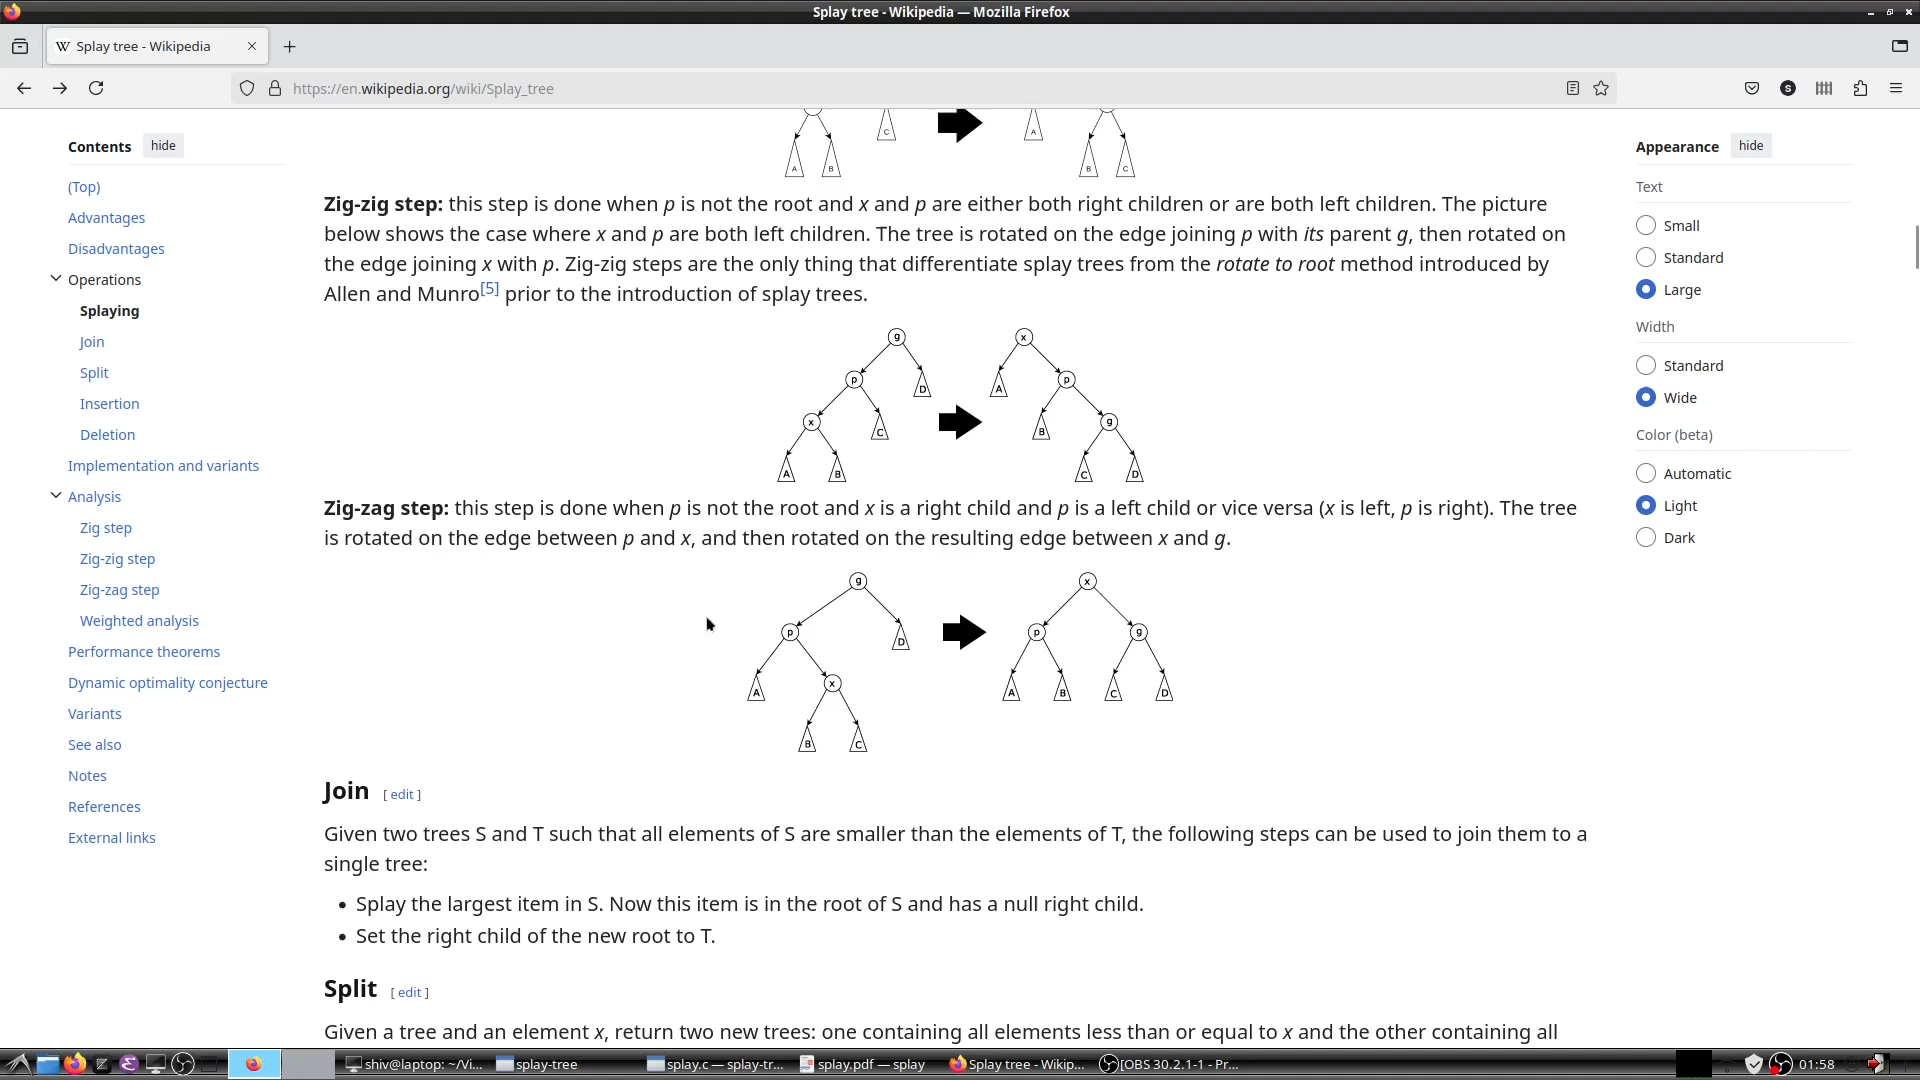 Splay tree - Wikipedia — Mozilla Firefox
Splay tree - Wikipedia
https://en.wikipedia.org/wiki/Splay_tree
S
Contents
hide
(Top)
Advantages
Disadvantages
Operations
Splaying
Join
Split
Insertion
Deletion
Implementation and variants
Analysis
Zig step
Zig-zig step
Zig-zag step
Weighted analysis
Performance theorems
Dynamic optimality conjecture
Variants
See also
Notes
References
External links
C A
A B B C
Zig-zig step: this step is done when p is not the root and x and p are either both right children or are both left children. The picture
below shows the case where x and p are both left children. The tree is rotated on the edge joining p with its parent g, then rotated on
the edge joining x with p. Zig-zig steps are the only thing that differentiate splay trees from the rotate to root method introduced by
Allen and Munro[5] prior to the introduction of splay trees.
g x
p D A p
x C B g
A B C D
Zig-zag step: this step is done when p is not the root and x is a right child and p is a left child or vice versa (x is left, p is right). The tree
is rotated on the edge between p and x, and then rotated on the resulting edge between x and g.
g x
p D p g
A x A B C D
B C
Join [ edit ]
Given two trees S and T such that all elements of S are smaller than the elements of T, the following steps can be used to join them to a
single tree:
• Splay the largest item in S. Now this item is in the root of S and has a null right child.
• Set the right child of the new root to T.
Split [ edit ]
Given a tree and an element x, return two new trees: one containing all elements less than or equal to x and the other containing all
Appearance
hide
Text
Small
Standard
Large
Width
Standard
Wide
Color (beta)
Automatic
Light
Dark
shiv@laptop: ~/Vi...
splay-tree
splay.c — splay-tr...
splay.pdf — splay
Splay tree - Wikip...
[OBS 30.2.1-1 - Pr...
01:58